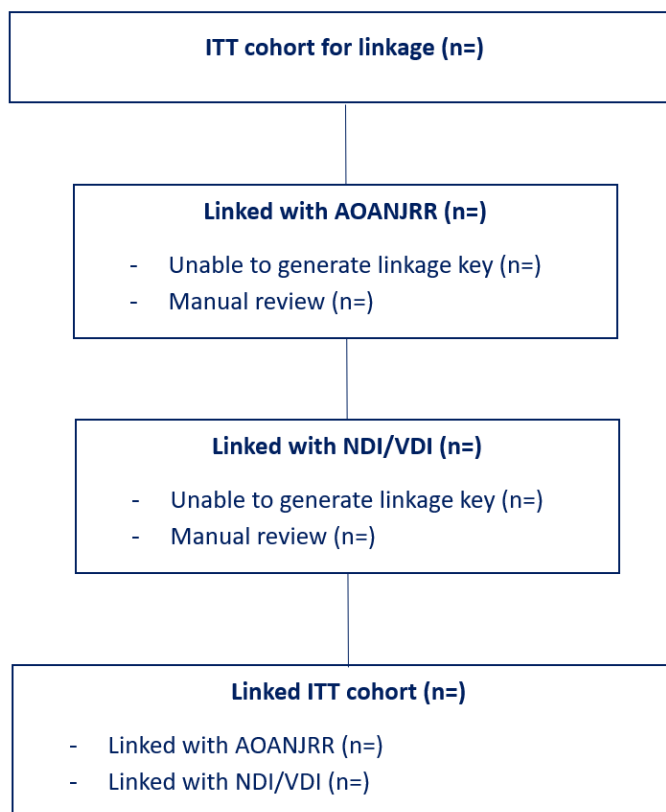 ITT cohort for linkage (n=)
Linked with AOANJRR (n=)
- Unable to generate linkage key (n=)
- Manual review (n=)
Linked with NDI/VDI (n=)
- Unable to generate linkage key (n=)
- Manual review (n=)
Linked ITT cohort (n=)
- Linked with AOANJRR (n=)
- Linked with NDI/VDI (n=)